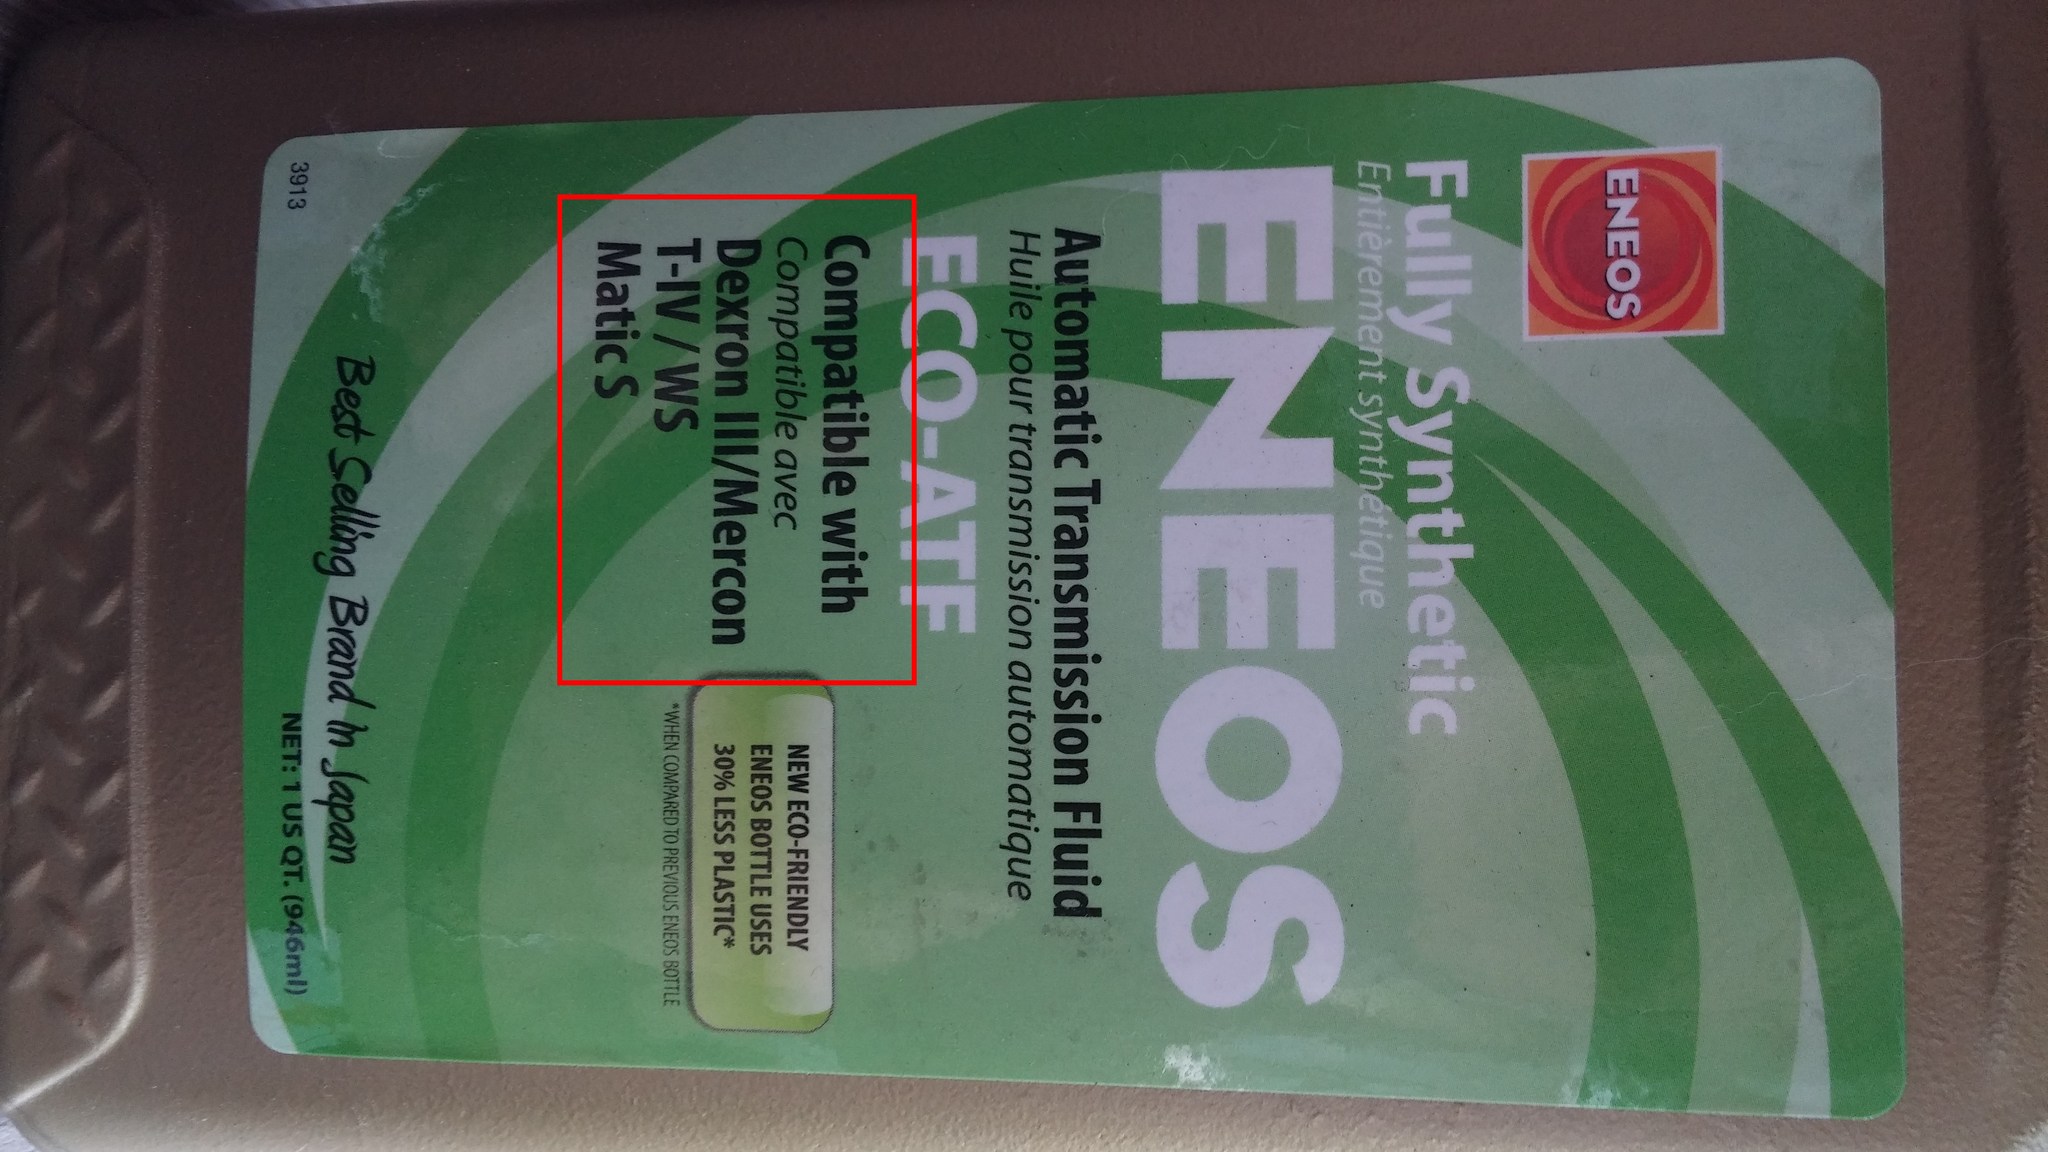 ENEOS
Fully Synthetic
Entièrement synthétique
ENEOS
Automatic Transmission Fluid
Huile pour transmission automatique
ECO-ATF
Compatible with
Compatible avec
Dexron III/Mercon
T-IV / WS
Matic S
NEW ECO-FRIENDLY
ENEOS BOTTLE USES
30% LESS PLASTIC*
*WHEN COMPARED TO PREVIOUS ENEOS BOTTLE
Best Selling Brand In Japan
3913
NET: 1 US QT. (946ml)